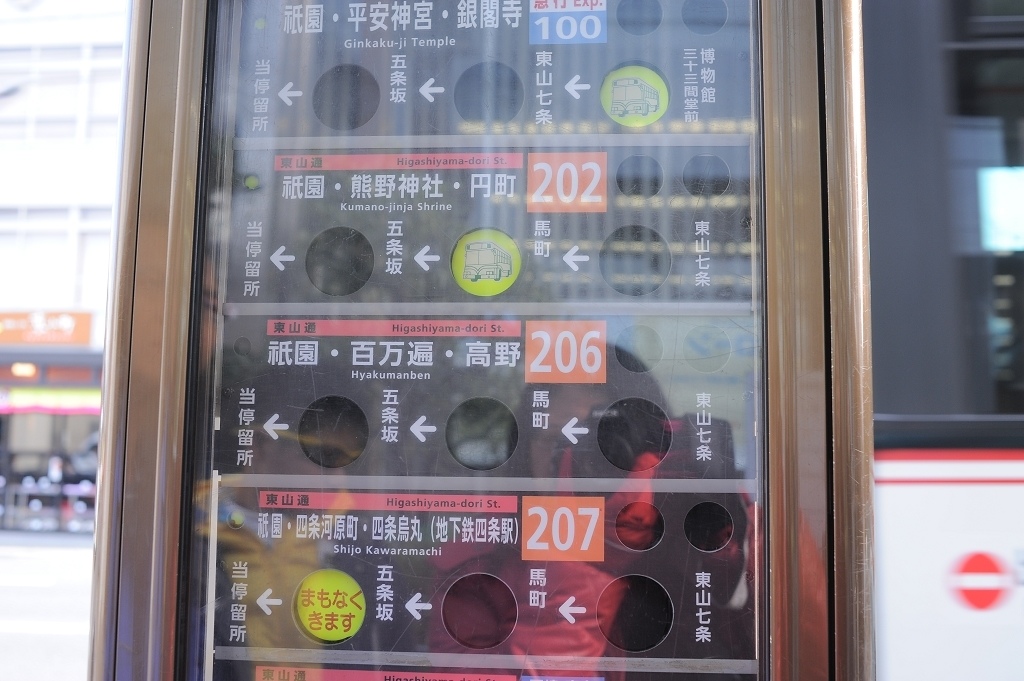 祇園・平安神宮・銀閣寺
Ginkaku-ji Temple
急行 Exp.
100
当停留所
五条坂
東山七条
博物館
三十三間堂前
東山通 Higashiyama-dori St.
祇園・熊野神社・円町
Kumano-jinja Shrine
202
当停留所
五条坂
馬町
東山七条
東山通 Higashiyama-dori St.
祇園・百万遍・高野
Hyakumanben
206
当停留所
五条坂
馬町
東山七条
東山通 Higashiyama-dori St.
祇園・四条河原町・四条烏丸(地下鉄四条駅)
Shijo Kawaramachi
207
当停留所
まもなく
きます
五条坂
馬町
東山七条
東山通 Higashiyama-dori St.